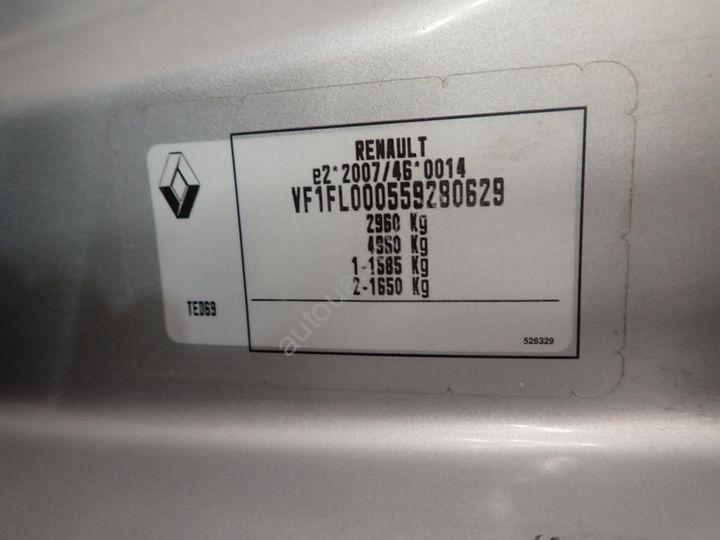 RENAULT
e2*2007/46*0014
VF1FL000559280629
2960 Kg
4960 Kg
1-1585 Kg
2-1650 Kg
TED69
526329